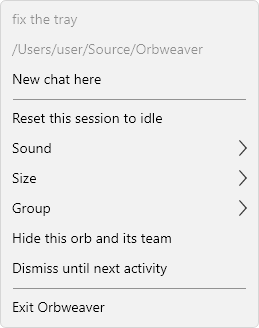 fix the tray
/Users/user/Source/Orbweaver
New chat here
Reset this session to idle
Sound
Size
Group
Hide this orb and its team
Dismiss until next activity
Exit Orbweaver